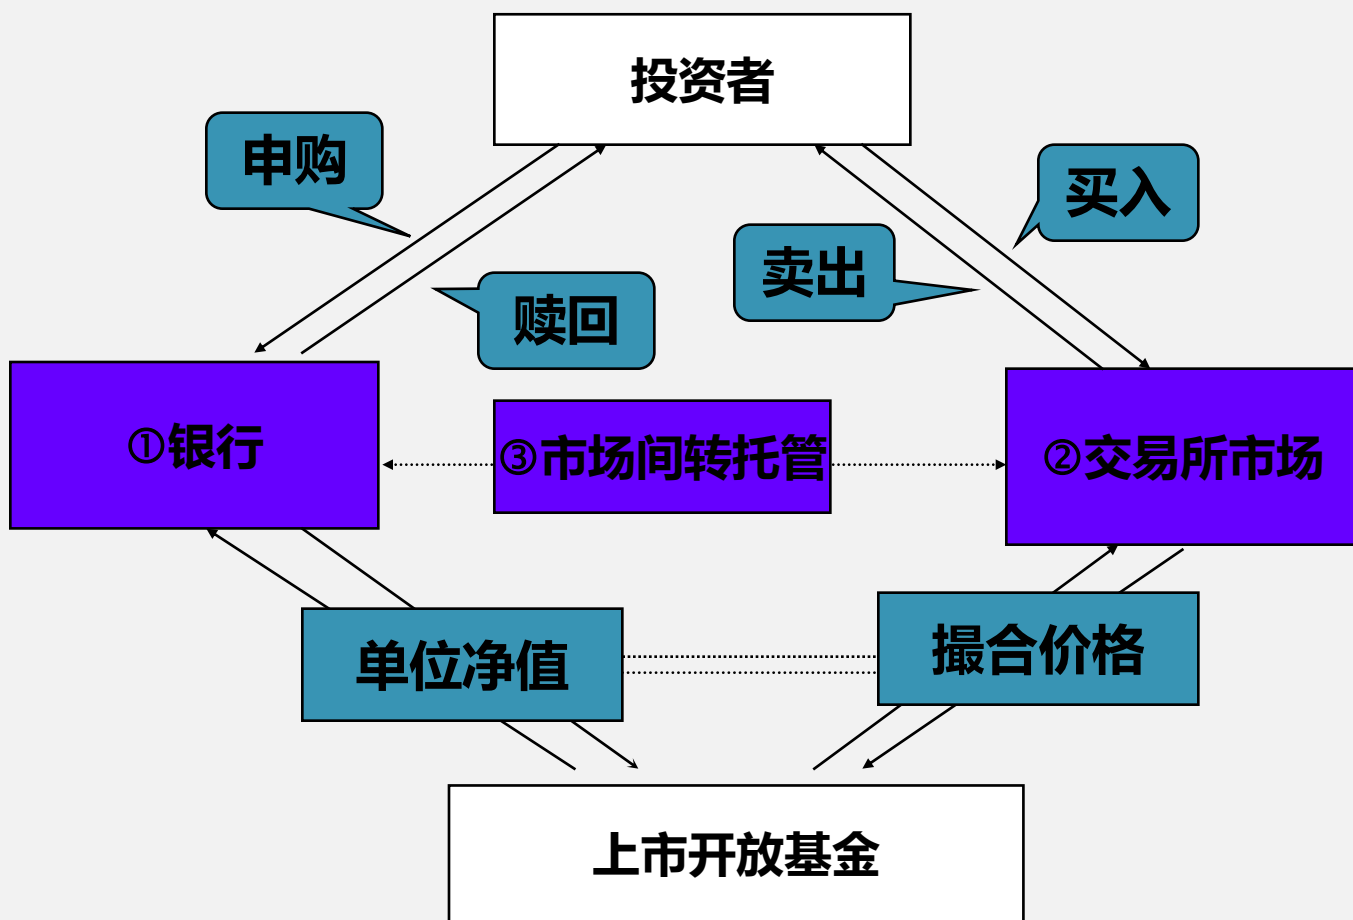 投资者
申购
买入
卖出
赎回
①银行
③市场间转托管
②交易所市场
单位净值
撮合价格
上市开放基金